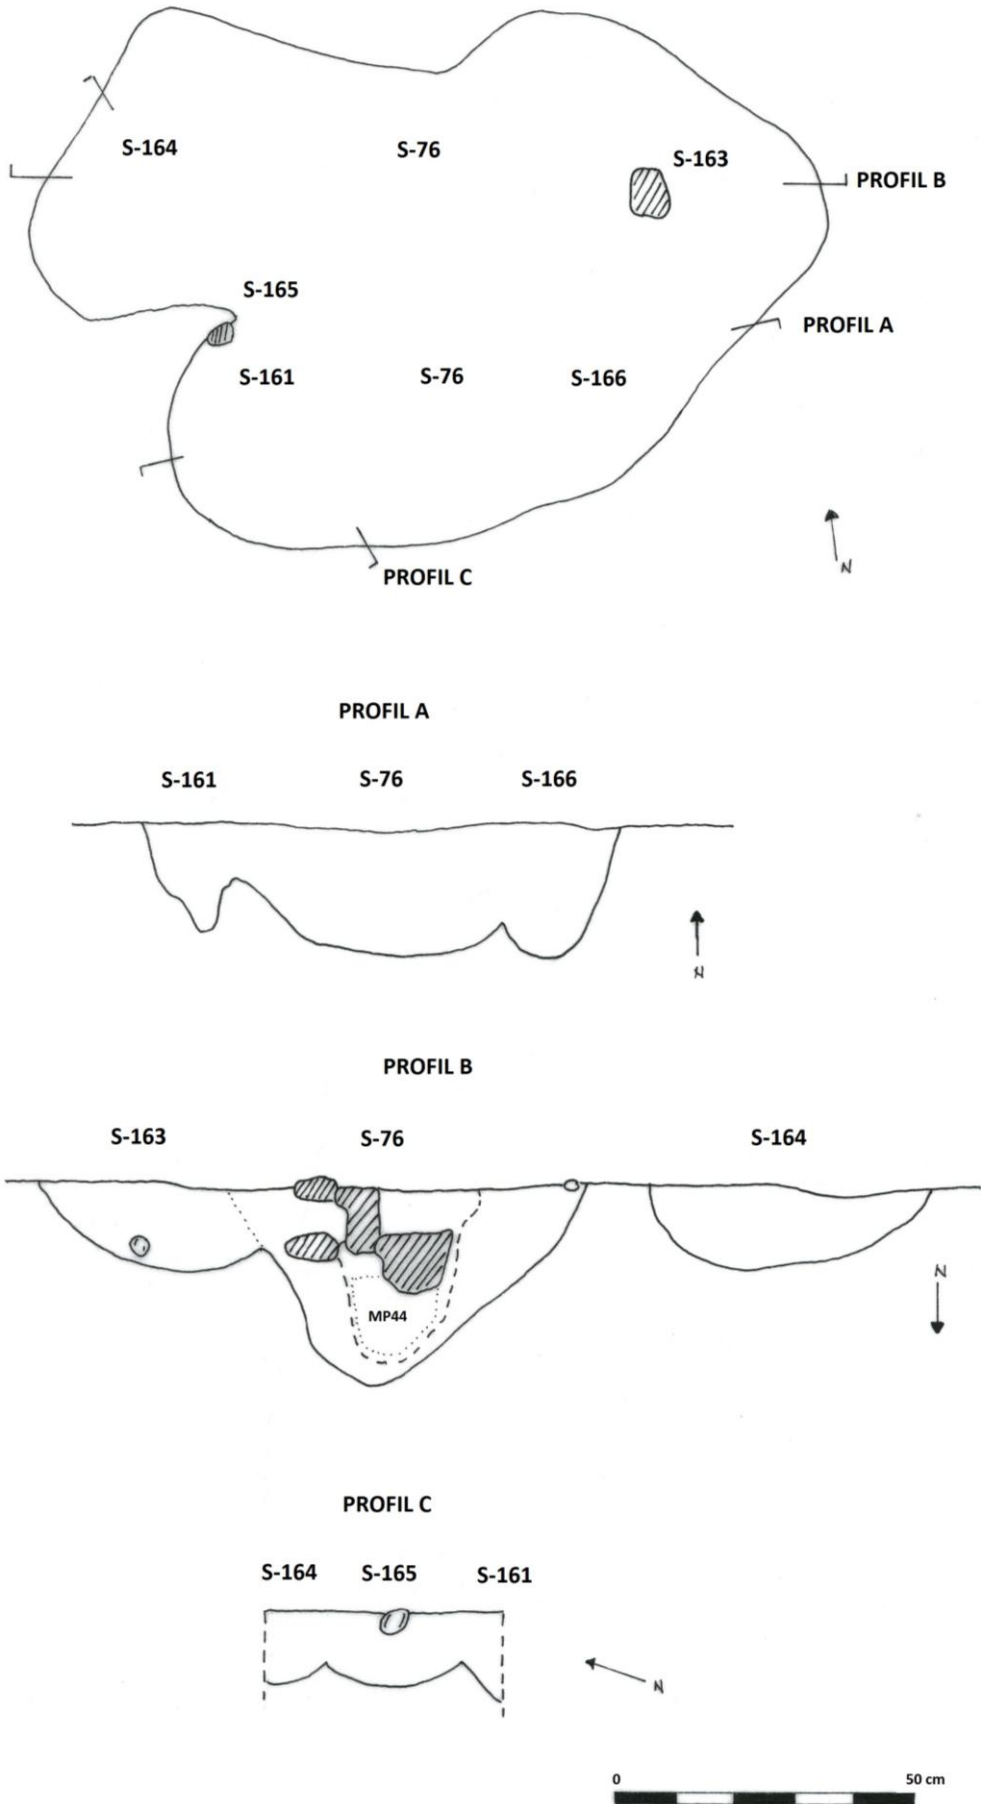 S-164 S-76 S-163
PROFIL B
S-165
PROFIL A
S-161 S-76 S-166
N
PROFIL C
PROFIL A
S-161 S-76 S-166
N
PROFIL B
S-163 S-76 S-164
N
MP44
PROFIL C
S-164 S-165 S-161
N
0 50 cm